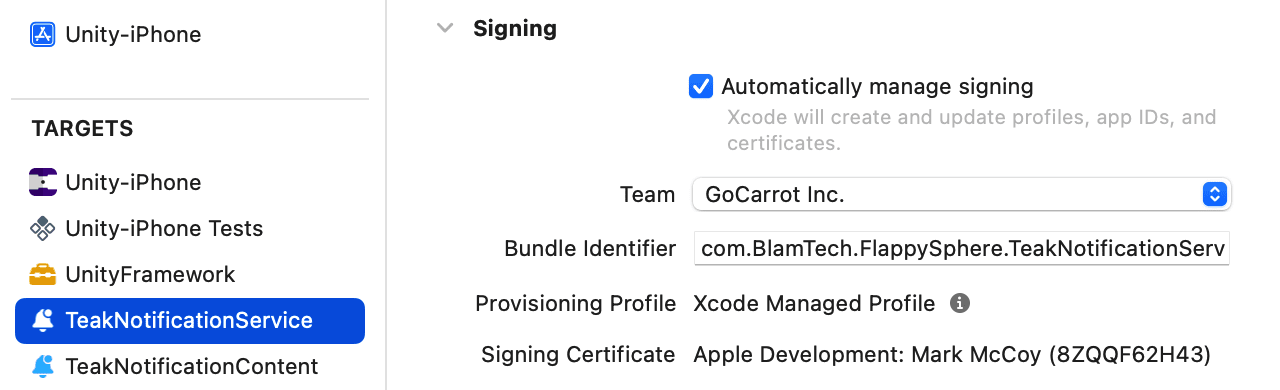 Unity-iPhone
TARGETS
Unity-iPhone
Unity-iPhone Tests
UnityFramework
TeakNotificationService
TeakNotificationContent
Signing
Automatically manage signing
Xcode will create and update profiles, app IDs, and
certificates.
Team GoCarrot Inc.
Bundle Identifier com.BlamTech.FlappySphere.TeakNotificationServ
Provisioning Profile Xcode Managed Profile
Signing Certificate Apple Development: Mark McCoy (8ZQQF62H43)